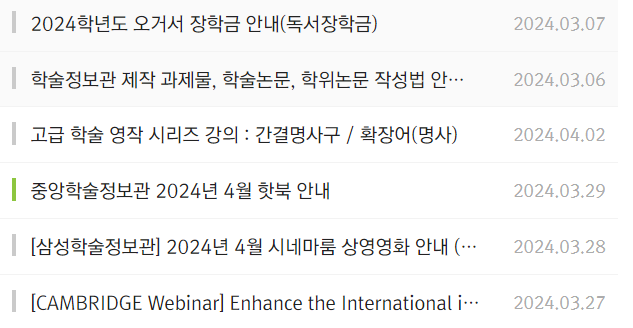 2024학년도 오거서 장학금 안내(독서장학금) 2024.03.07
학술정보관 제작 과제물, 학술논문, 학위논문 작성법 안… 2024.03.06
고급 학술 영작 시리즈 강의 : 간결명사구 / 확장어(명사) 2024.04.02
중앙학술정보관 2024년 4월 핫북 안내 2024.03.29
[삼성학술정보관] 2024년 4월 시네마룸 상영영화 안내 (… 2024.03.28
[CAMBRIDGE Webinar] Enhance the International i… 2024.03.27